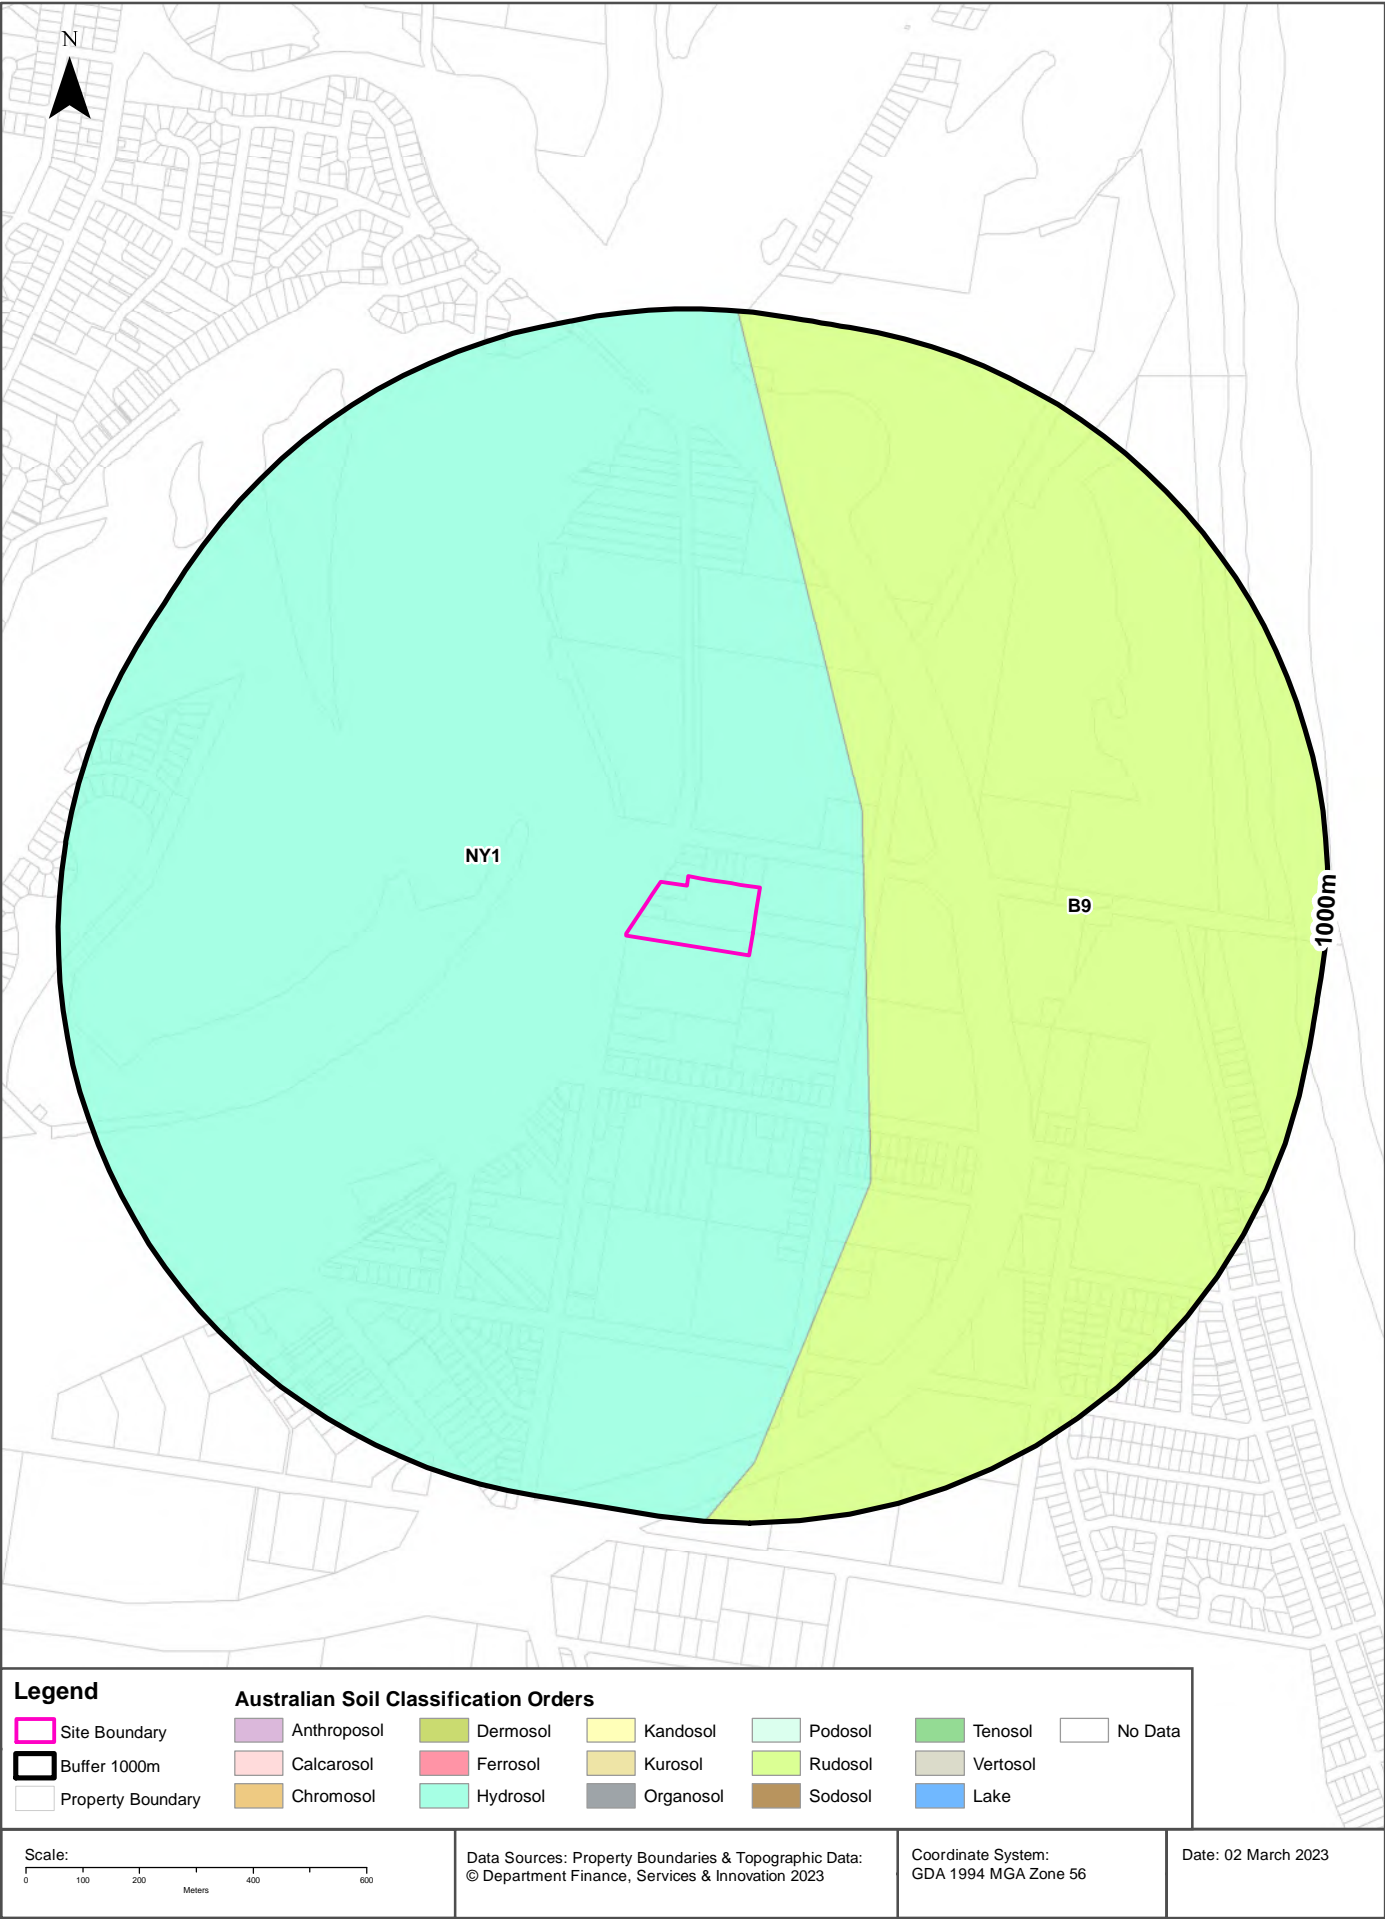 N
NY1
B9
1000m
Legend
Site Boundary
Buffer 1000m
Property Boundary
Australian Soil Classification Orders
Anthroposol
Calcarosol
Chromosol
Dermosol
Ferrosol
Hydrosol
Kandosol
Kurosol
Organosol
Podosol
Rudosol
Sodosol
Tenosol
Vertosol
Lake
No Data
Scale:
0 100 200 400 600
Meters
Data Sources: Property Boundaries & Topographic Data:
© Department Finance, Services & Innovation 2023
Coordinate System:
GDA 1994 MGA Zone 56
Date: 02 March 2023